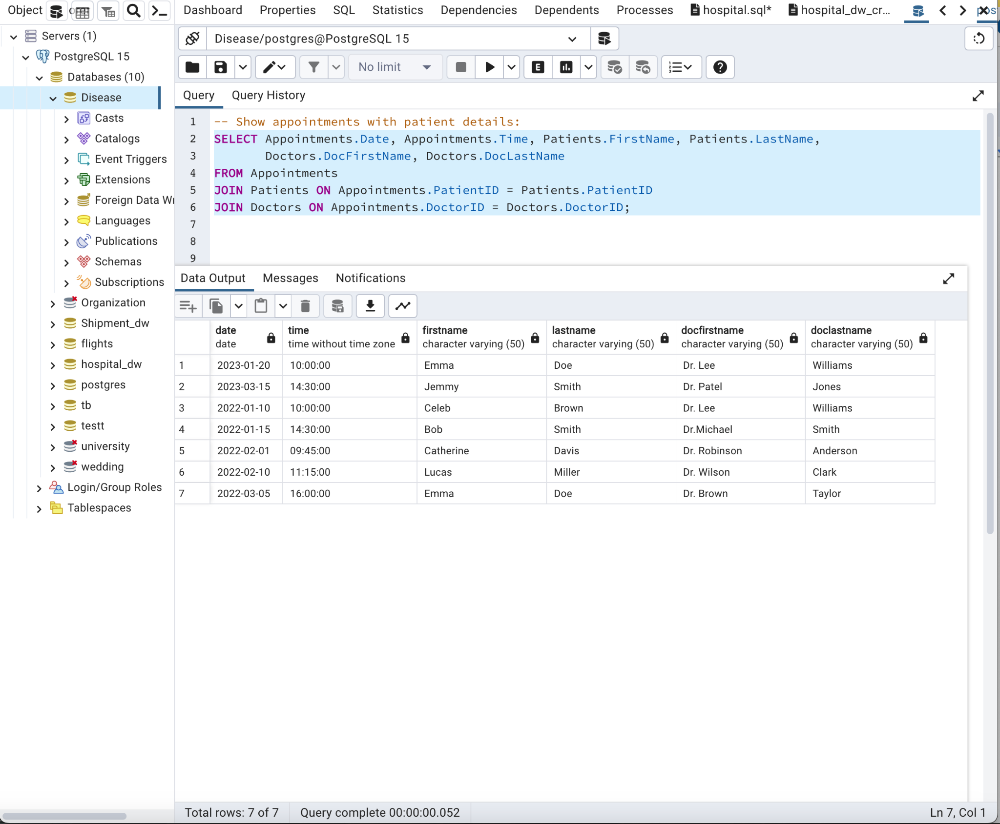 Object
Dashboard Properties SQL Statistics Dependencies Dependents Processes hospital.sql* hospital_dw_cr...
Servers (1)
PostgreSQL 15
Databases (10)
Disease
Casts
Catalogs
Event Triggers
Extensions
Foreign Data Wr
Languages
Publications
Schemas
Subscriptions
Organization
Shipment_dw
flights
hospital_dw
postgres
tb
testt
university
wedding
Login/Group Roles
Tablespaces
Disease/postgres@PostgreSQL 15
No limit
E
Query Query History
1 -- Show appointments with patient details:
2 SELECT Appointments.Date, Appointments.Time, Patients.FirstName, Patients.LastName,
3 Doctors.DocFirstName, Doctors.DocLastName
4 FROM Appointments
5 JOIN Patients ON Appointments.PatientID = Patients.PatientID
6 JOIN Doctors ON Appointments.DoctorID = Doctors.DoctorID;
7
8
9
Data Output Messages Notifications
date time firstname lastname docfirstname doclastname
date time without time zone character varying (50) character varying (50) character varying (50) character varying (50)
1 2023-01-20 10:00:00 Emma Doe Dr. Lee Williams
2 2023-03-15 14:30:00 Jemmy Smith Dr. Patel Jones
3 2022-01-10 10:00:00 Celeb Brown Dr. Lee Williams
4 2022-01-15 14:30:00 Bob Smith Dr.Michael Smith
5 2022-02-01 09:45:00 Catherine Davis Dr. Robinson Anderson
6 2022-02-10 11:15:00 Lucas Miller Dr. Wilson Clark
7 2022-03-05 16:00:00 Emma Doe Dr. Brown Taylor
Total rows: 7 of 7 Query complete 00:00:00.052 Ln 7, Col 1